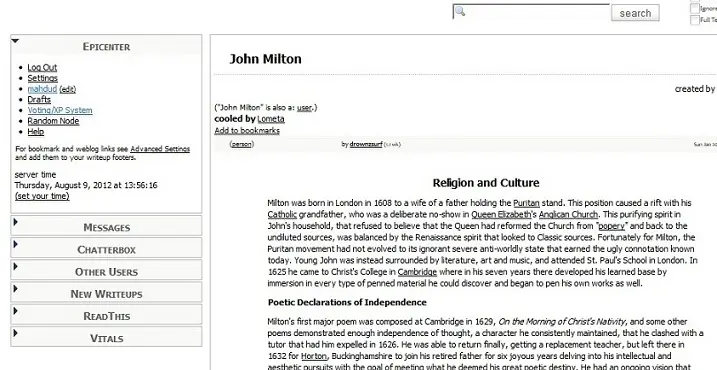 search
Ignore
Full Te
EPICENTER
Log Out
Settings
mahdud (edit)
Drafts
Voting/XP System
Random Node
Help
For bookmark and weblog links see Advanced Settings
and add them to your writeup footers.
server time
Thursday, August 9, 2012 at 13:56:16
(set your time)
MESSAGES
CHATTERBOX
OTHER USERS
NEW WRITEUPS
READTHIS
VITALS
John Milton
created by
("John Milton" is also a: user.)
cooled by Lometa
Add to bookmarks
(person) by drownzsurf
Religion and Culture
Milton was born in London in 1608 to a wife of a father holding the Puritan stand. This position caused a rift with his
Catholic grandfather, who was a deliberate no-show in Queen Elizabeth's Anglican Church. This purifying spirit in
John's household, that refused to believe that the Queen had reformed the Church from "popery" and back to the
undiluted sources, was balanced by the Renaissance spirit that looked to Classic sources. Fortunately for Milton, the
Puritan movement had not evolved to its ignorant severe anti-worldly state that earned the ugly connotation known
today. Young John was instead surrounded by literature, art and music, and attended St. Paul's School in London. In
1625 he came to Christ's College in Cambridge where in his seven years there developed his learned base by
immersion in every type of penned material he could discover and began to pen his own works as well.
Poetic Declarations of Independence
Milton's first major poem was composed at Cambridge in 1629, On the Morning of Christ's Nativity, and some other
poems demonstrated enough independence of thought, a character he consistently maintained, that he clashed with a
tutor that had him expelled in 1626. He was able to return finally, getting a replacement teacher, but left there in
1632 for Horton, Buckinghamshire to join his retired father for six joyous years delving into his intellectual and
aesthetic pursuits with the goal of meeting what he deemed his great poetic destiny. He had an ongoing vision that